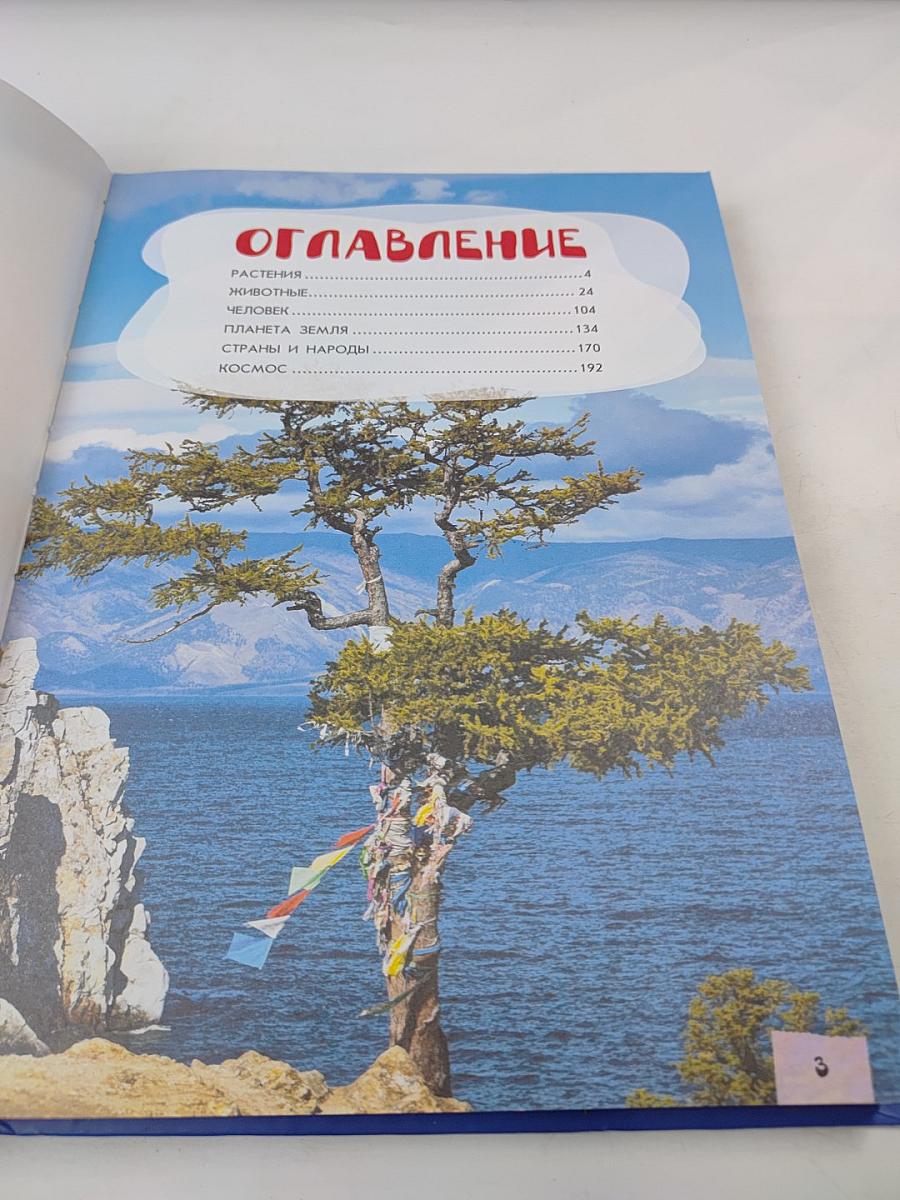 ОГЛАВЛЕНИЕ
РАСТЕНИЯ........................................................4
ЖИВОТНЫЕ.................................................... 24
ЧЕЛОВЕК........................................................104
ПЛАНЕТА ЗЕМЛЯ............................................134
СТРАНЫ И НАРОДЫ........................................170
КОСМОС........................................................192
3